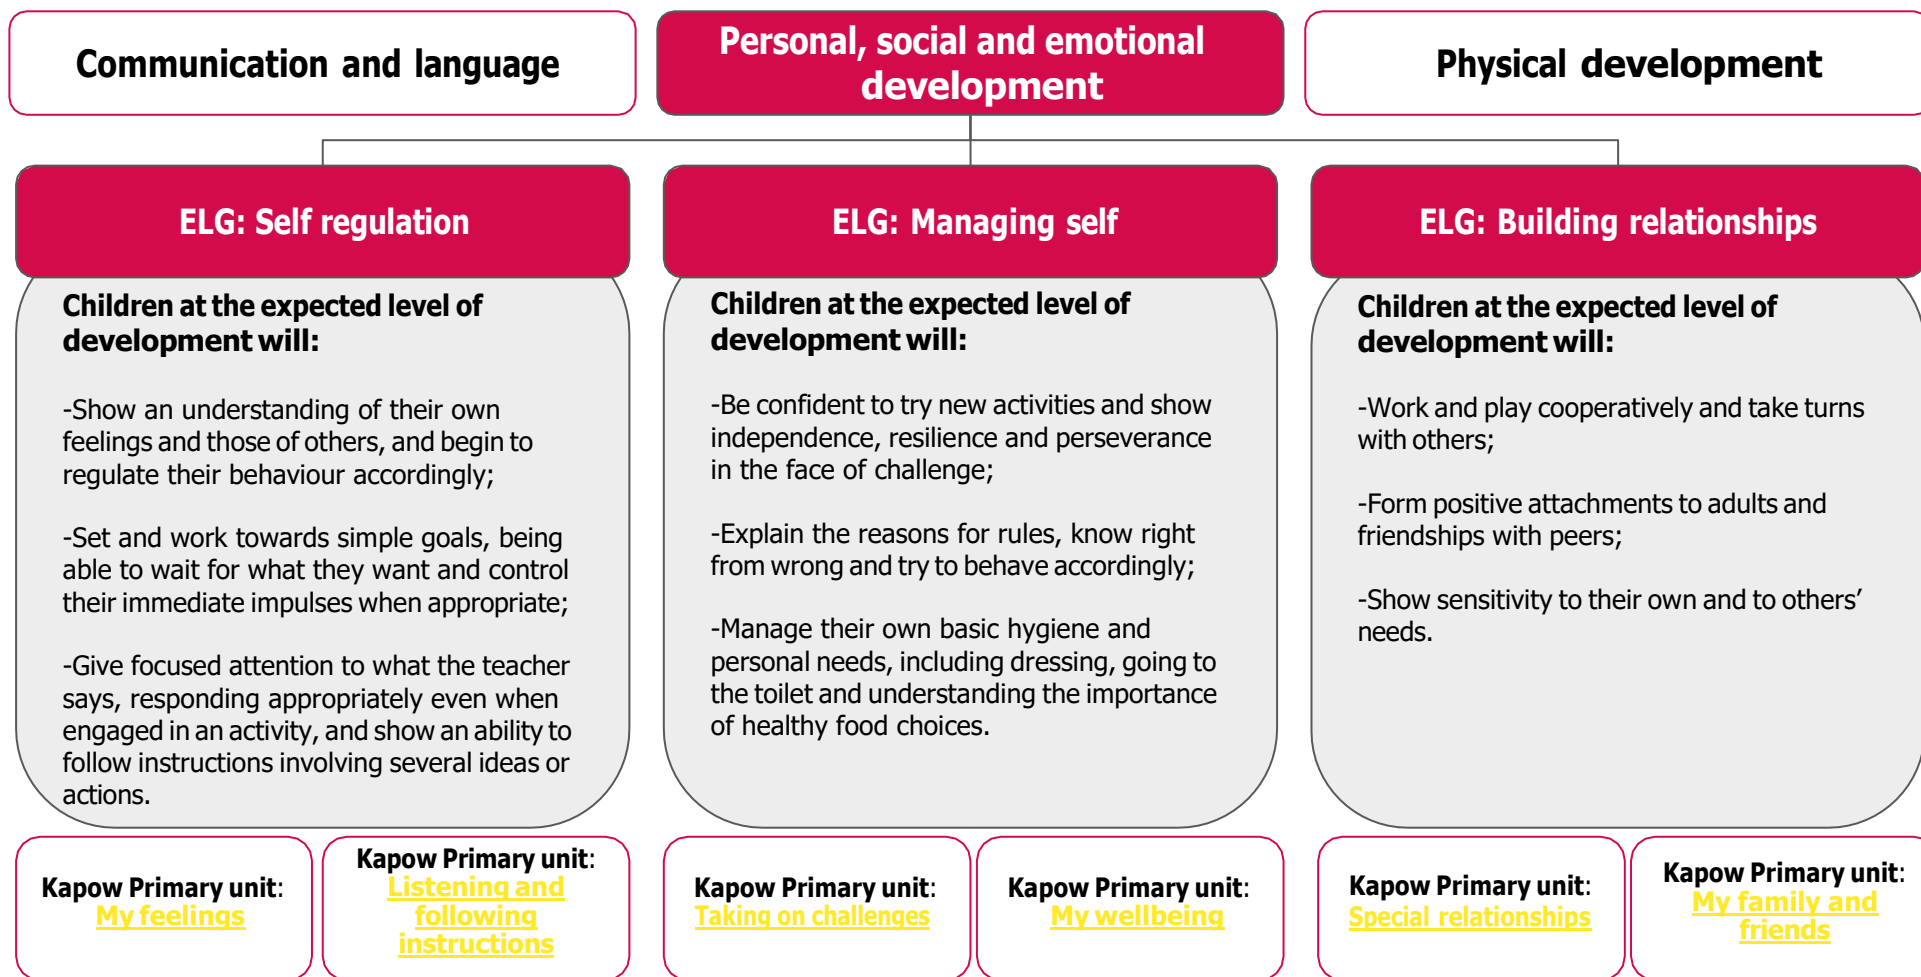 Communication and language
Personal, social and emotional
development
Physical development
ELG: Self regulation
Children at the expected level of
development will:
-Show an understanding of their own
feelings and those of others, and begin to
regulate their behaviour accordingly;
-Set and work towards simple goals, being
able to wait for what they want and control
their immediate impulses when appropriate;
-Give focused attention to what the teacher
says, responding appropriately even when
engaged in an activity, and show an ability to
follow instructions involving several ideas or
actions.
Kapow Primary unit:
My feelings
Kapow Primary unit:
Listening and
following
instructions
ELG: Managing self
Children at the expected level of
development will:
-Be confident to try new activities and show
independence, resilience and perseverance
in the face of challenge;
-Explain the reasons for rules, know right
from wrong and try to behave accordingly;
-Manage their own basic hygiene and
personal needs, including dressing, going to
the toilet and understanding the importance
of healthy food choices.
Kapow Primary unit:
Taking on challenges
Kapow Primary unit:
My wellbeing
ELG: Building relationships
Children at the expected level of
development will:
-Work and play cooperatively and take turns
with others;
-Form positive attachments to adults and
friendships with peers;
-Show sensitivity to their own and to others’
needs.
Kapow Primary unit:
Special relationships
Kapow Primary unit:
My family and
friends